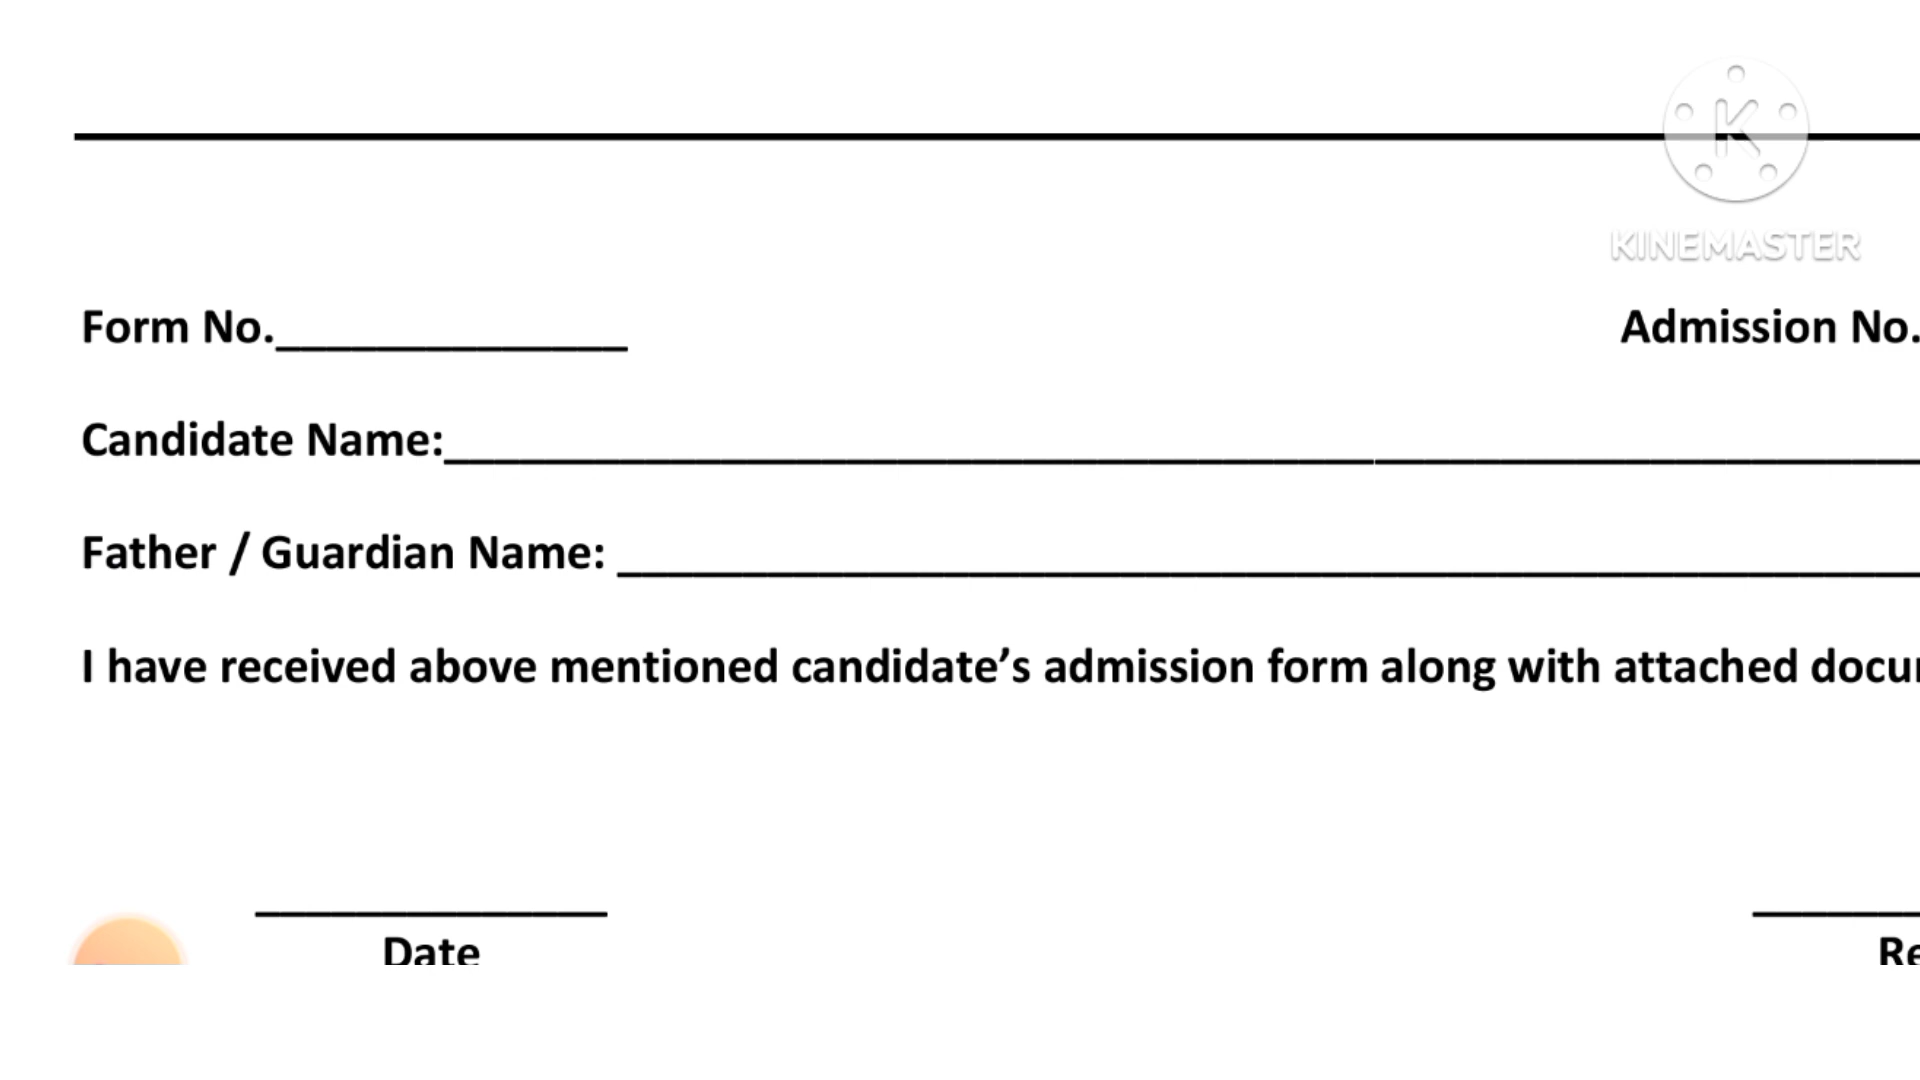 KINEMASTER
Form No.______________ Admission No.
Candidate Name:
Father / Guardian Name:
I have received above mentioned candidate’s admission form along with attached
Date